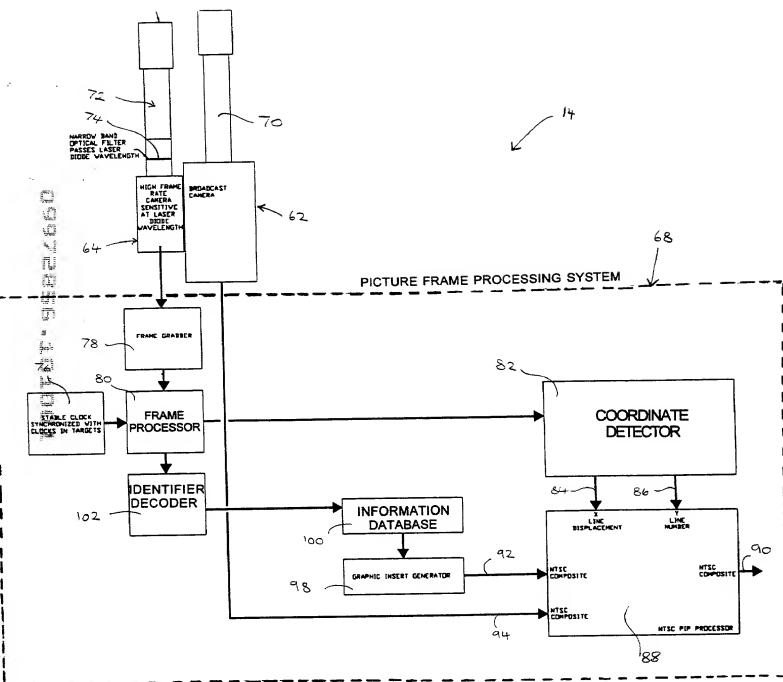 72
74
NARROW BAND
OPTICAL FILTER
PASSES LASER
DIODE WAVELENGTH
70
14
HIGH FRAME
RATE
CAMERA
SENSITIVE
AT LASER
DIODE
WAVELENGTH
BROADCAST
CAMERA
64
62
PICTURE FRAME PROCESSING SYSTEM
68
FRAME GRABBER
78
76
STABLE CLOCK
SYNCHRONIZED WITH
CLOCKS IN TARGETS
80
FRAME
PROCESSOR
82
COORDINATE
DETECTOR
IDENTIFIER
DECODER
102
INFORMATION
DATABASE
100
84
86
X
LINE
DISPLACEMENT
Y
LINE
NUMBER
GRAPHIC INSERT GENERATOR
98
92
NTSC
COMPOSITE
NTSC
COMPOSITE
90
94
NTSC
COMPOSITE
NTSC PIP PROCESSOR
88